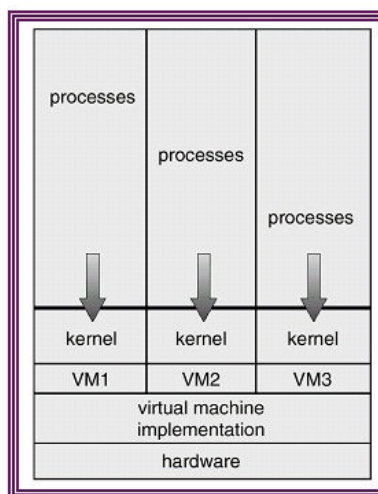 processes
processes
processes
kernel kernel kernel
VM1 VM2 VM3
virtual machine
implementation
hardware